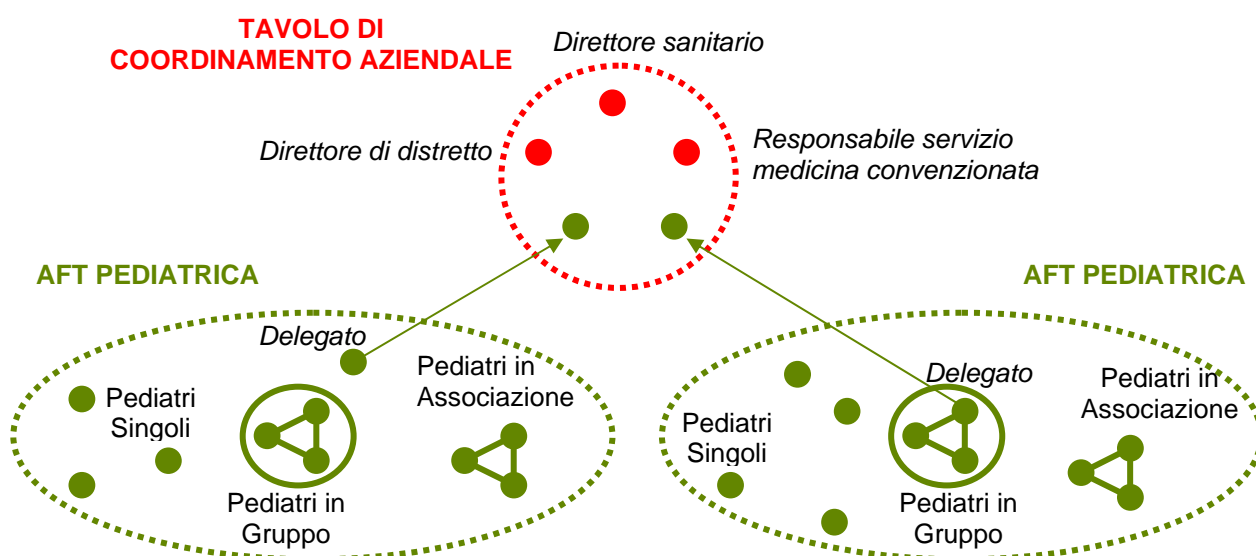 TAVOLO DI
COORDINAMENTO AZIENDALE
Direttore sanitario
Direttore di distretto
Responsabile servizio
medicina convenzionata
AFT PEDIATRICA
AFT PEDIATRICA
Delegato
Pediatri in
Associazione
Pediatri
Singoli
Pediatri in
Gruppo
Delegato
Pediatri in
Associazione
Pediatri
Singoli
Pediatri in
Gruppo